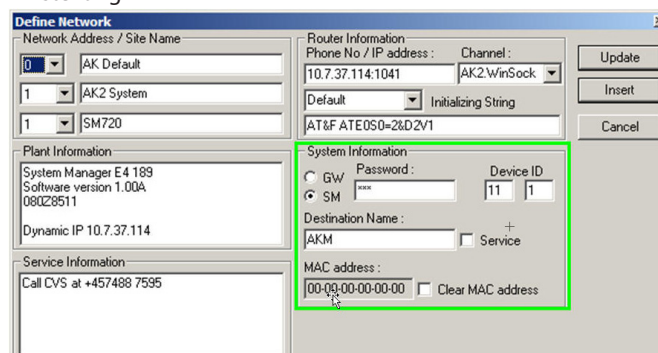 Define Network
Network Address / Site Name
0 AK Default
1 AK2 System
1 SM720
Plant Information
System Manager E4 189
Software version 1.00A
080Z8511
Dynamic IP 10.7.37.114
Service Information
Call CVS at +457488 7595
Router Information
Phone No / IP address : Channel :
10.7.37.114:1041 AK2.WinSock
Default Initializing String
AT&F ATE0S0=2&D2V1
System Information
GW Password : Device ID
SM *** 11 1
Destination Name :
AKM Service
MAC address :
00-00-00-00-00-00 Clear MAC address
Update
Insert
Cancel